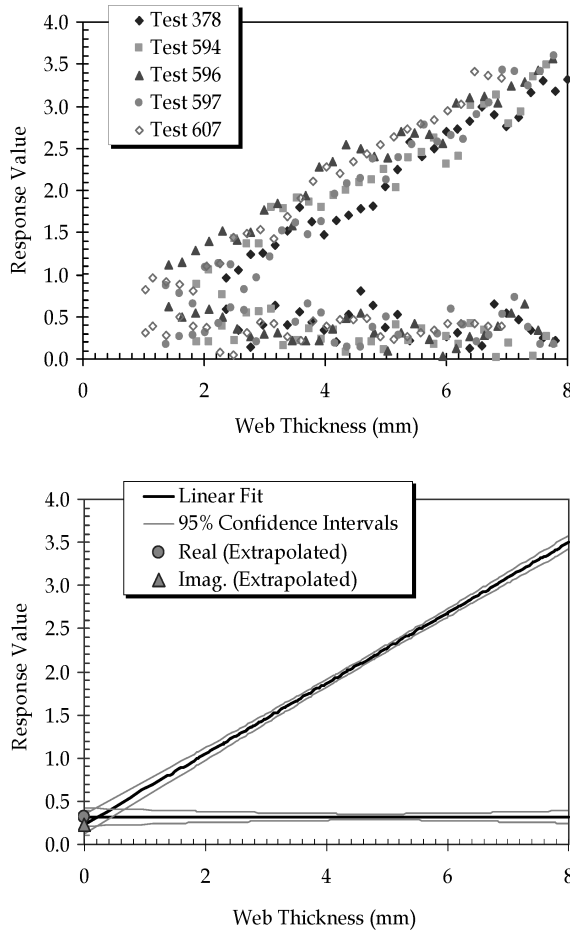 Test 378
Test 594
Test 596
Test 597
Test 607
4.0
3.5
3.0
2.5
2.0
1.5
1.0
0.5
0.0
Response Value
0 2 4 6 8
Web Thickness (mm)
Linear Fit
95% Confidence Intervals
Real (Extrapolated)
Imag. (Extrapolated)
4.0
3.5
3.0
2.5
2.0
1.5
1.0
0.5
0.0
Response Value
0 2 4 6 8
Web Thickness (mm)